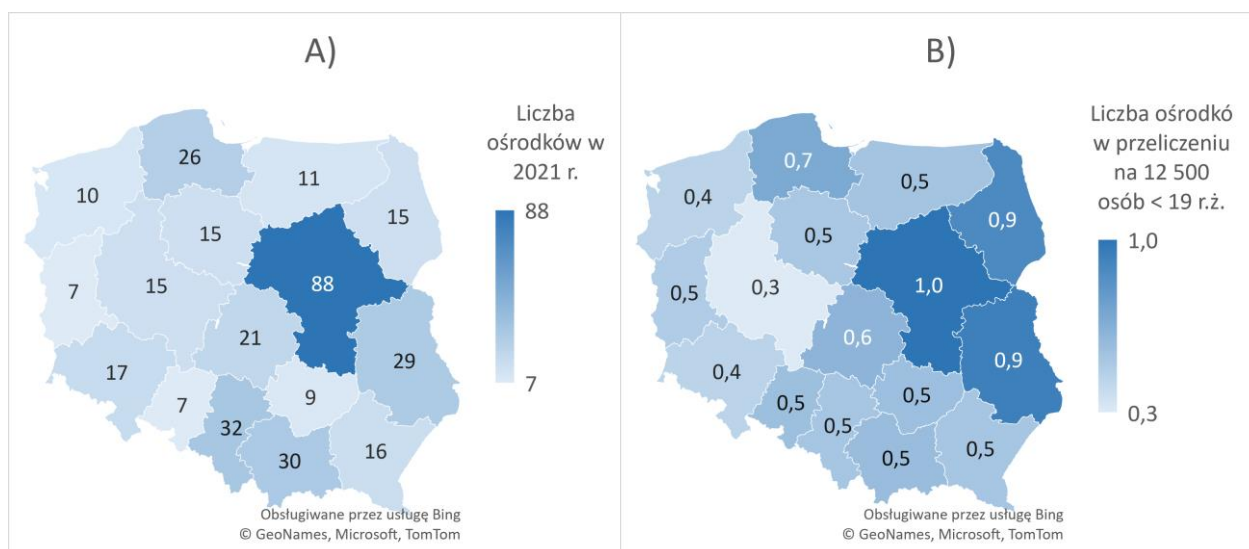 A)
Liczba
ośrodków w
2021 r.
88
7
26
10
11
15
15
7
15
88
21
29
17
7
9
32
30
16
Obsługiwane przez usługę Bing
© GeoNames, Microsoft, TomTom
B)
Liczba ośrodkó
w przeliczeniu
na 12 500
osób < 19 r.ż.
1,0
0,3
0,7
0,4
0,5
0,9
0,5
0,5
0,3
1,0
0,6
0,9
0,4
0,5
0,5
0,5
0,5
0,5
Obsługiwane przez usługę Bing
© GeoNames, Microsoft, TomTom